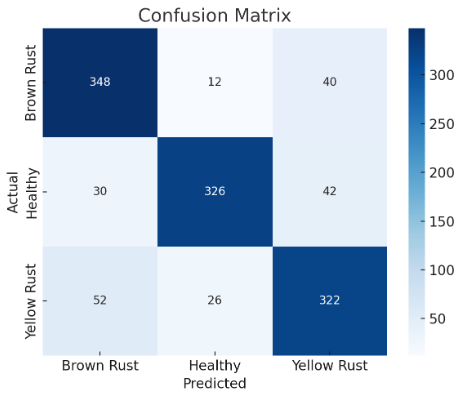 Confusion Matrix
Actual
Brown Rust
348 12 40
Healthy
30 326 42
Yellow Rust
52 26 322
Brown Rust Healthy Yellow Rust
Predicted
300
250
200
150
100
50